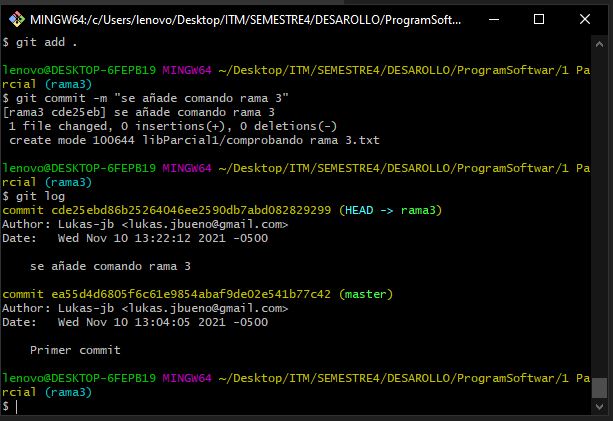 MINGW64:/c/Users/lenovo/Desktop/ITM/SEMESTRE4/DESAROLLO/ProgramSoft...
$ git add .
lenovo@DESKTOP-6FEPB19 MINGW64 ~/Desktop/ITM/SEMESTRE4/DESAROLLO/ProgramSoftwar/1 Pa
rcial (rama3)
$ git commit -m "se añade comando rama 3"
[rama3 cde25eb] se añade comando rama 3
1 file changed, 0 insertions(+), 0 deletions(-)
create mode 100644 libParcial1/comprobando rama 3.txt
lenovo@DESKTOP-6FEPB19 MINGW64 ~/Desktop/ITM/SEMESTRE4/DESAROLLO/ProgramSoftwar/1 Pa
rcial (rama3)
$ git log
commit cde25ebd86b25264046ee2590db7abd082829299 (HEAD -> rama3)
Author: Lukas-jb <lukas.jbueno@gmail.com>
Date: Wed Nov 10 13:22:12 2021 -0500
se añade comando rama 3
commit ea55d4d6805f6c61e9854abaf9de02e541b77c42 (master)
Author: Lukas-jb <lukas.jbueno@gmail.com>
Date: Wed Nov 10 13:04:05 2021 -0500
Primer commit
lenovo@DESKTOP-6FEPB19 MINGW64 ~/Desktop/ITM/SEMESTRE4/DESAROLLO/ProgramSoftwar/1 Pa
rcial (rama3)
$